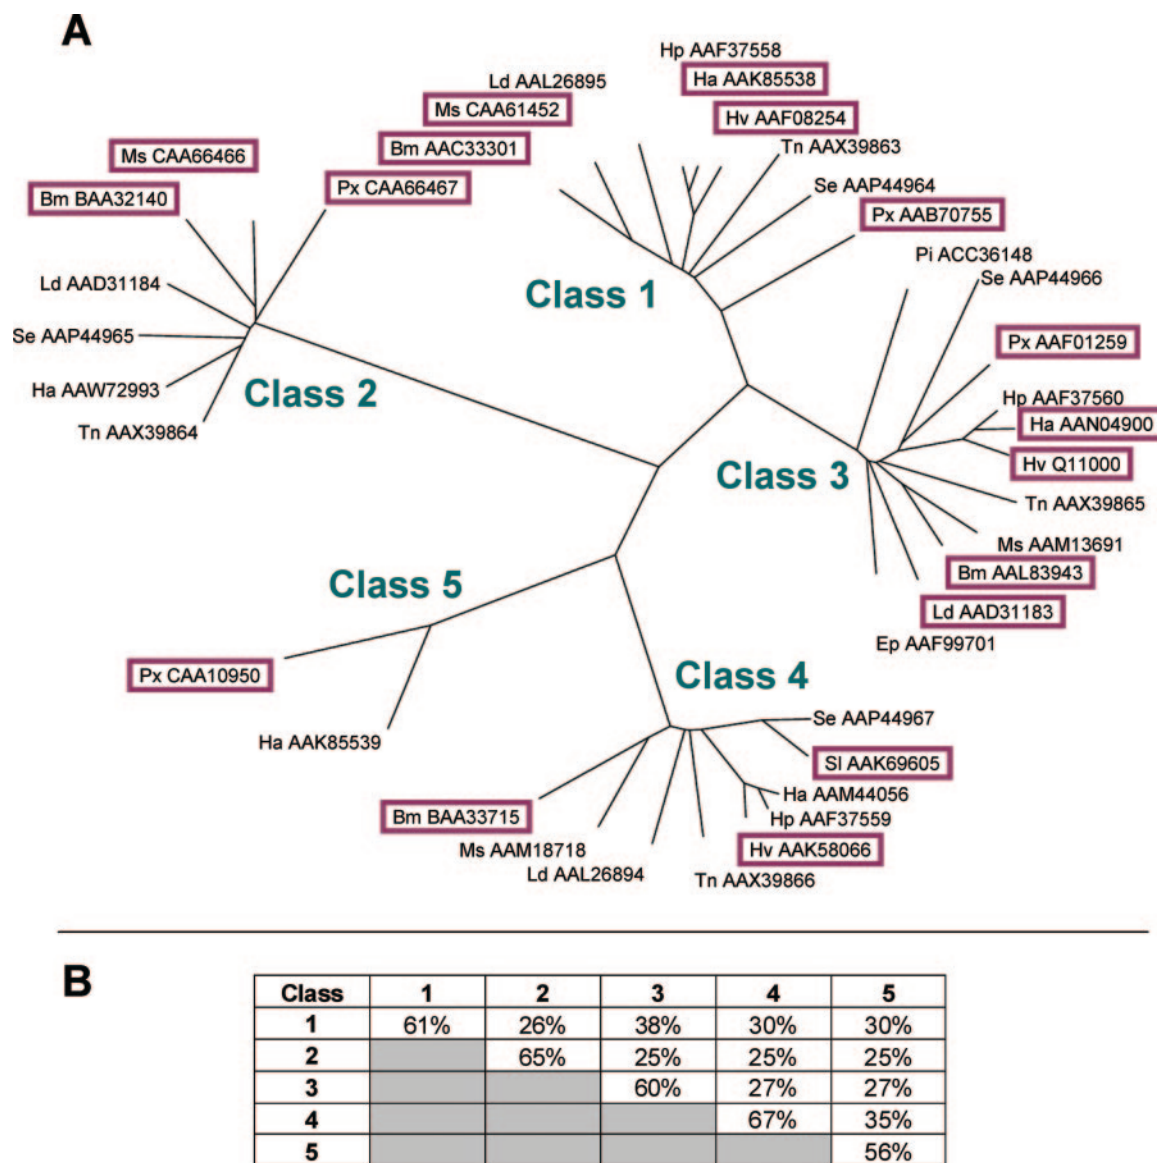 A
Hp AAF37558
Ha AAK85538
Ld AAL26895
Ms CAA61452
Hv AAF08254
Bm AAC33301
Tn AAX39863
Ms CAA66466
Px CAA66467
Se AAP44964
Bm BAA32140
Px AAB70755
Pi ACC36148
Se AAP44966
Ld AAD31184
Class 1
Se AAP44965
Px AAF01259
Ha AAW72993
Class 2
Hp AAF37560
Ha AAN04900
Tn AAX39864
Hv Q11000
Class 3
Tn AAX39865
Ms AAM13691
Bm AAL83943
Class 5
Ld AAD31183
Ep AAF99701
Px CAA10950
Class 4
Ha AAK85539
Se AAP44967
Sl AAK69605
Ha AAM44056
Bm BAA33715
Hp AAF37559
Ms AAM18718
Hv AAK58066
Ld AAL26894
Tn AAX39866
B
Class 1 2 3 4 5
1 61% 26% 38% 30% 30%
2 65% 25% 25% 25%
3 60% 27% 27%
4 67% 35%
5 56%